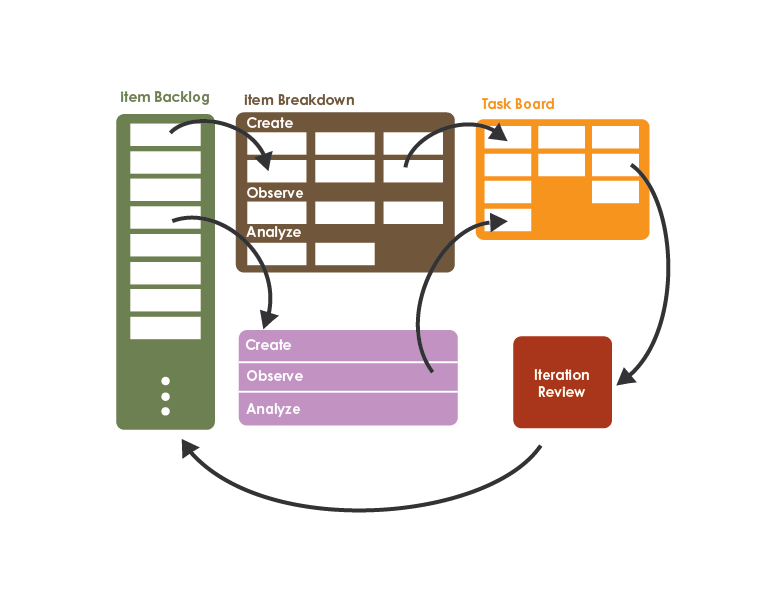 Item Backlog
Item Breakdown
Task Board
Create
Observe
Analyze
Create
Observe
Analyze
Iteration
Review